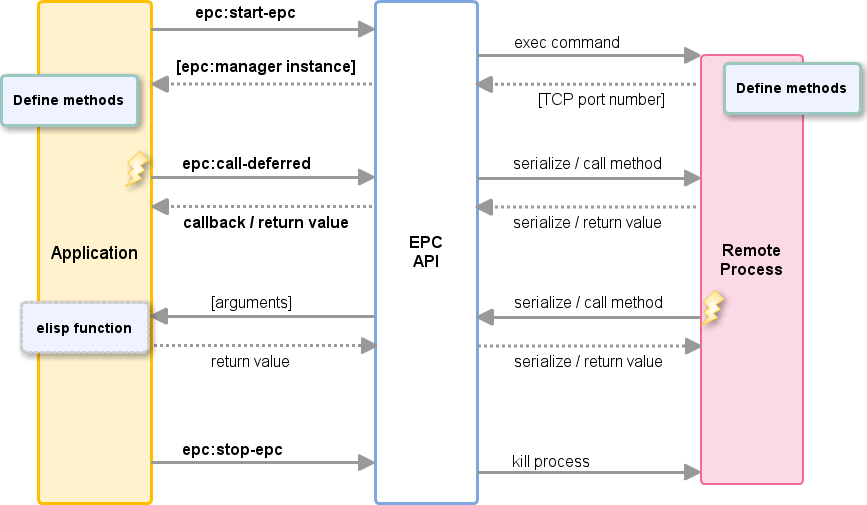 epc:start-epc
exec command
[epc:manager instance]
[TCP port number]
Define methods
Define methods
epc:call-deferred
serialize / call method
callback / return value
serialize / return value
Application
EPC
API
Remote
Process
[arguments]
serialize / call method
elisp function
return value
serialize / return value
epc:stop-epc
kill process